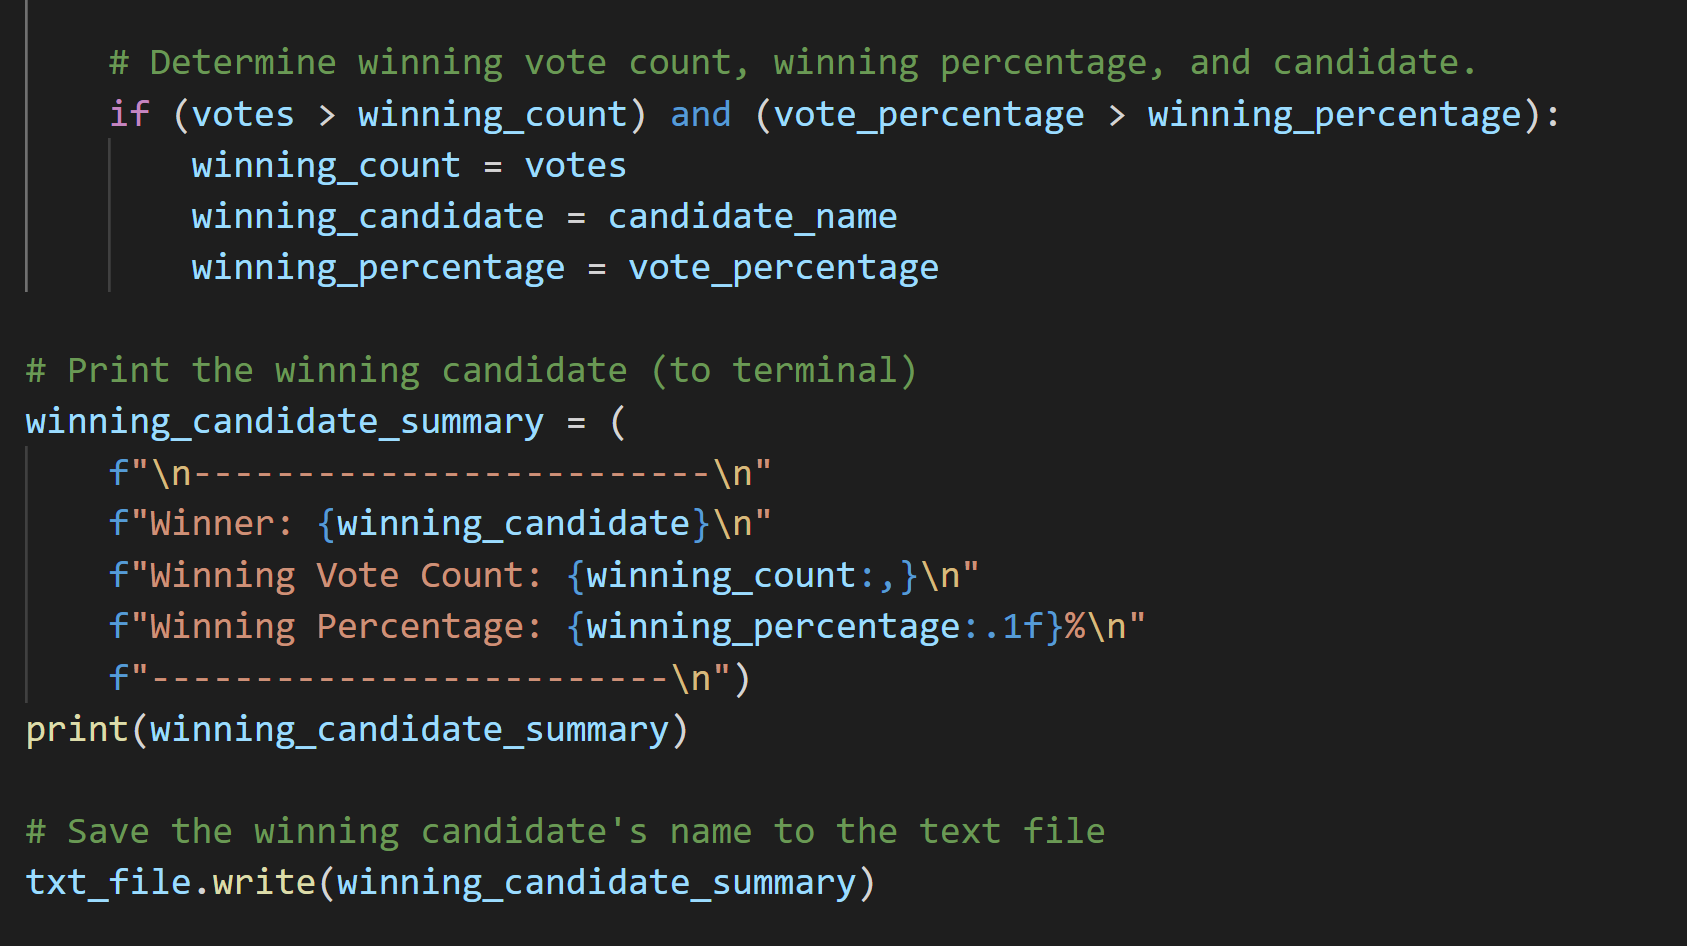 # Determine winning vote count, winning percentage, and candidate.
if (votes > winning_count) and (vote_percentage > winning_percentage):
winning_count = votes
winning_candidate = candidate_name
winning_percentage = vote_percentage
# Print the winning candidate (to terminal)
winning_candidate_summary = (
f"\n-------------------------\n"
f"Winner: {winning_candidate}\n"
f"Winning Vote Count: {winning_count:,}\n"
f"Winning Percentage: {winning_percentage:.1f}%\n"
f"-------------------------\n")
print(winning_candidate_summary)
# Save the winning candidate's name to the text file
txt_file.write(winning_candidate_summary)